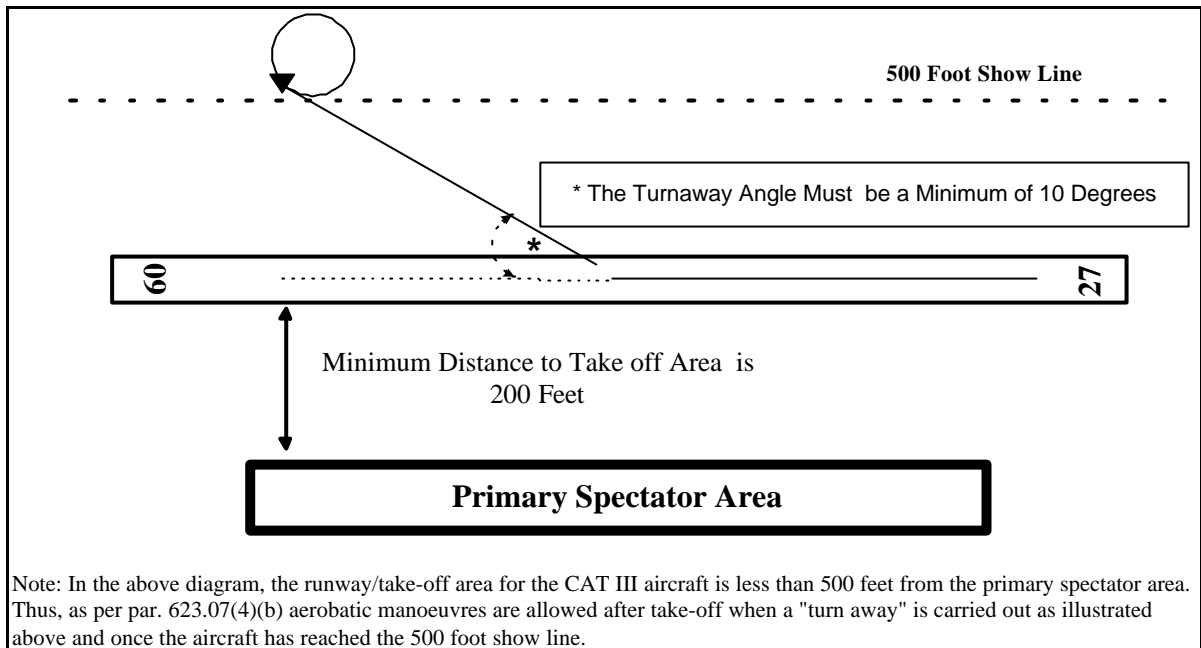 500 Foot Show Line
* The Turnaway Angle Must be a Minimum of 10 Degrees
*
09
27
Minimum Distance to Take off Area is
200 Feet
Primary Spectator Area
Note: In the above diagram, the runway/take-off area for the CAT III aircraft is less than 500 feet from the primary spectator area.
Thus, as per par. 623.07(4)(b) aerobatic manoeuvres are allowed after take-off when a "turn away" is carried out as illustrated
above and once the aircraft has reached the 500 foot show line.